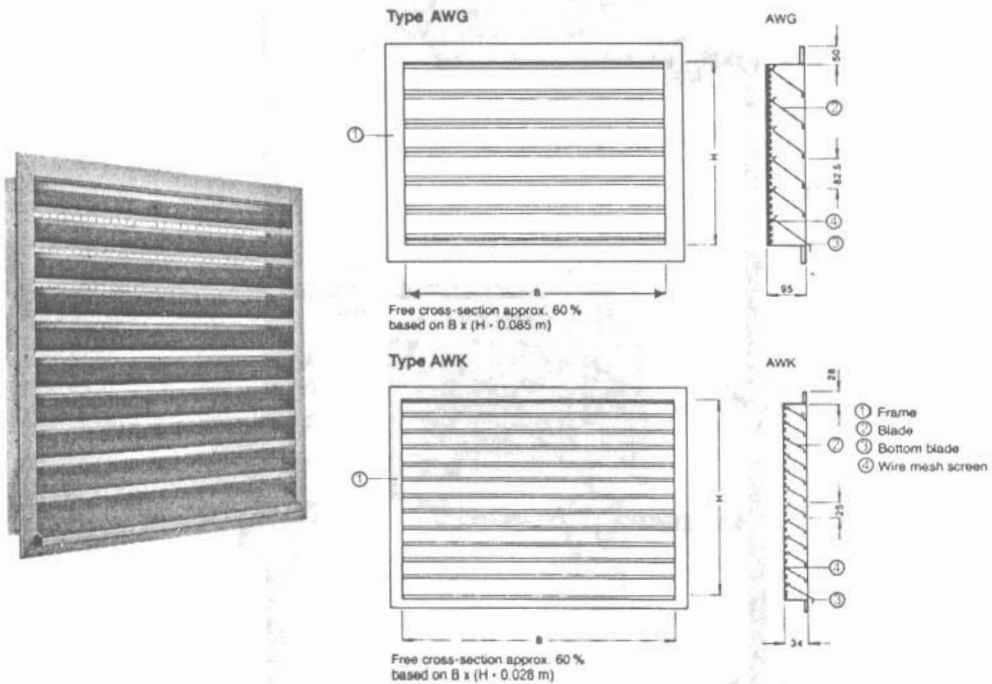 Type AWG
AWG
50
①
②
H
82.5
④
③
95
B
Free cross-section approx. 60 %
based on B x (H - 0.085 m)
Type AWK
AWK
28
① Frame
② Blade
③ Bottom blade
④ Wire mesh screen
②
①
H
25
④
③
B
34
Free cross-section approx. 60 %
based on B x (H - 0.028 m)